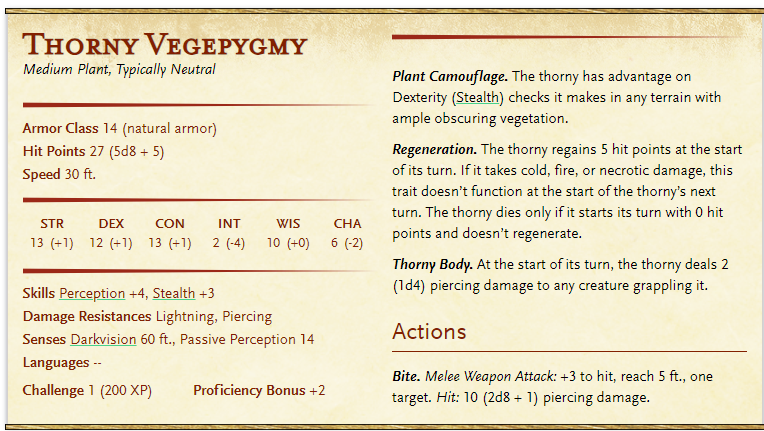 Thorny Vegepygmy
Medium Plant, Typically Neutral
Armor Class 14 (natural armor)
Hit Points 27 (5d8 + 5)
Speed 30 ft.
STR DEX CON INT WIS CHA
13 (+1) 12 (+1) 13 (+1) 2 (-4) 10 (+0) 6 (-2)
Skills Perception +4, Stealth +3
Damage Resistances Lightning, Piercing
Senses Darkvision 60 ft., Passive Perception 14
Languages --
Challenge 1 (200 XP) Proficiency Bonus +2
Plant Camouflage. The thorny has advantage on
Dexterity (Stealth) checks it makes in any terrain with
ample obscuring vegetation.
Regeneration. The thorny regains 5 hit points at the start
of its turn. If it takes cold, fire, or necrotic damage, this
trait doesn't function at the start of the thorny's next
turn. The thorny dies only if it starts its turn with 0 hit
points and doesn't regenerate.
Thorny Body. At the start of its turn, the thorny deals 2
(1d4) piercing damage to any creature grappling it.
Actions
Bite. Melee Weapon Attack: +3 to hit, reach 5 ft., one
target. Hit: 10 (2d8 + 1) piercing damage.